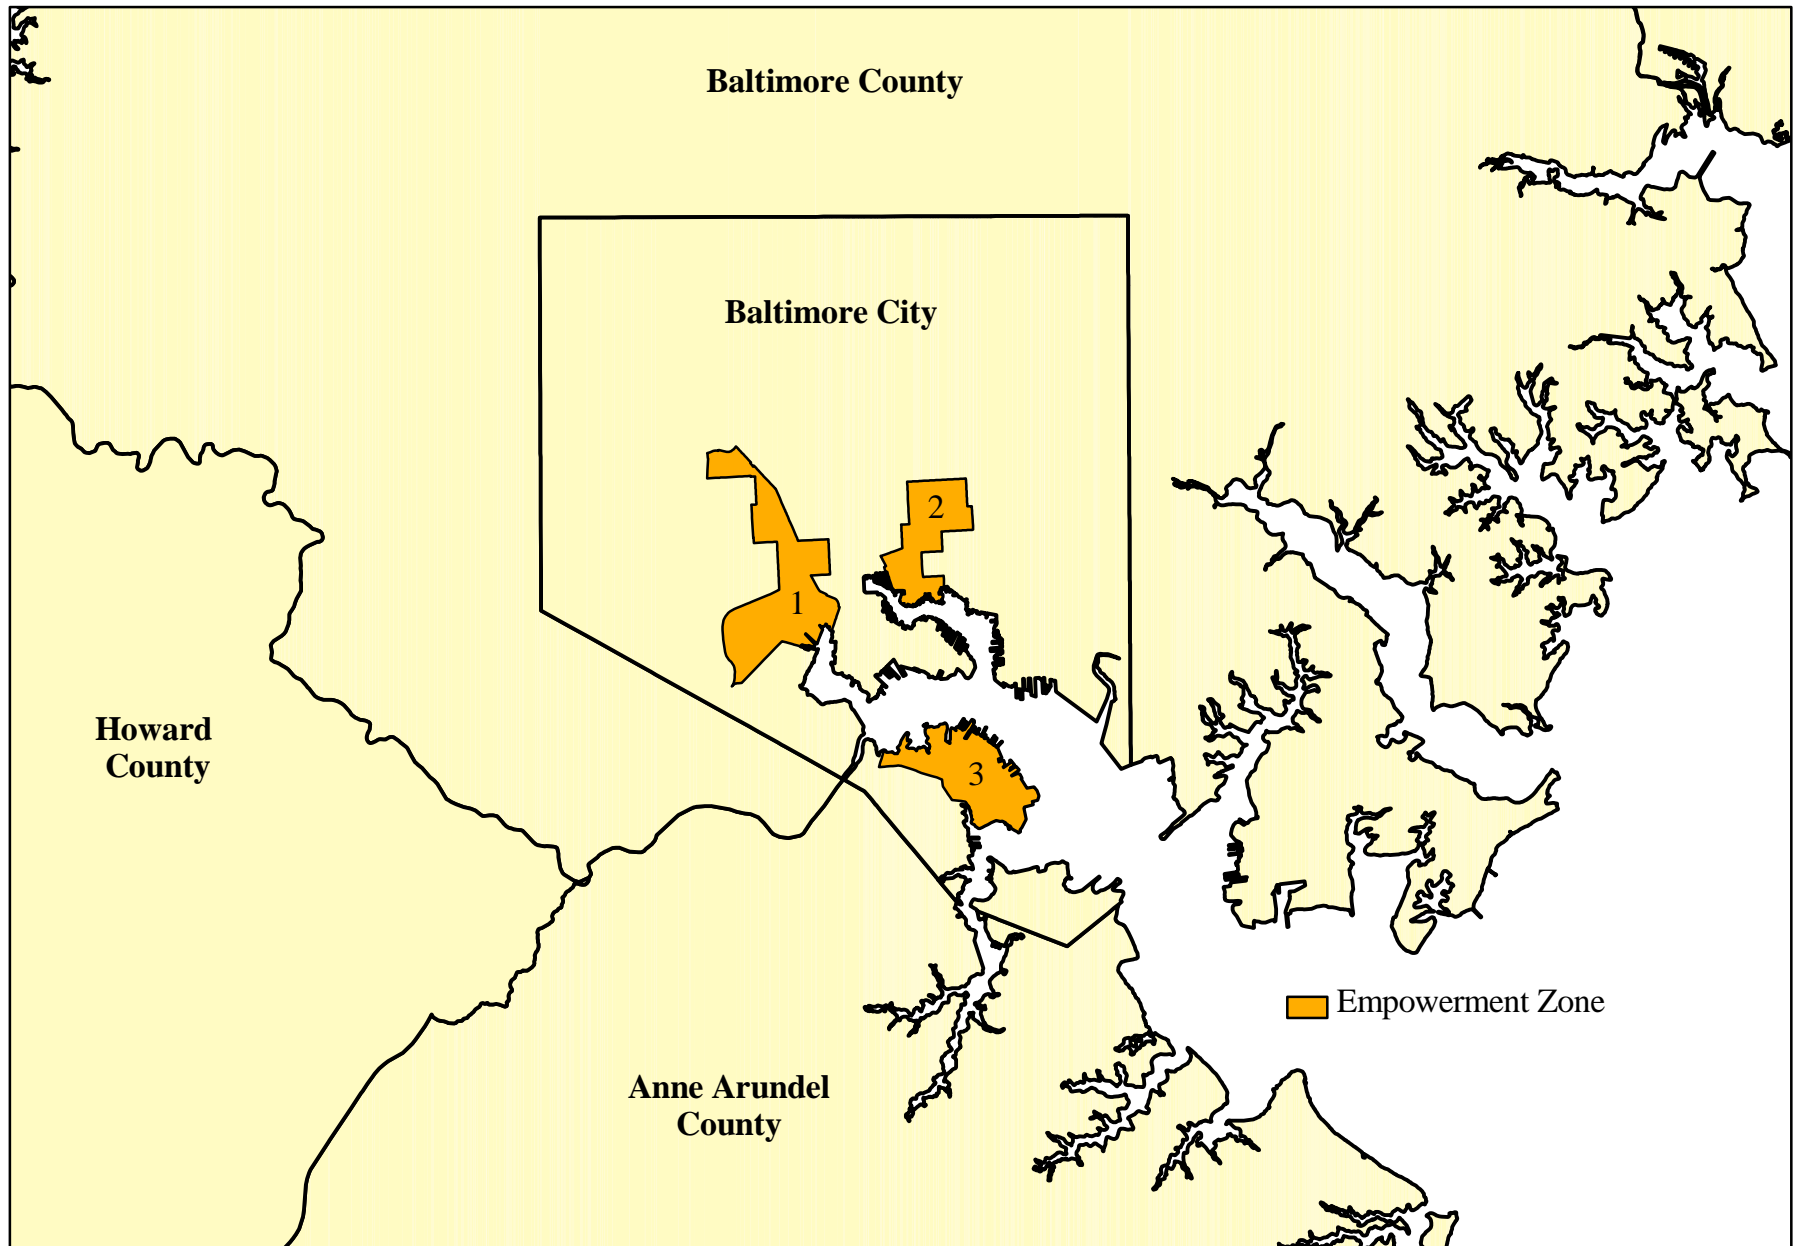 Baltimore County
Baltimore City
2
1
Howard
County
3
Empowerment Zone
Anne Arundel
County